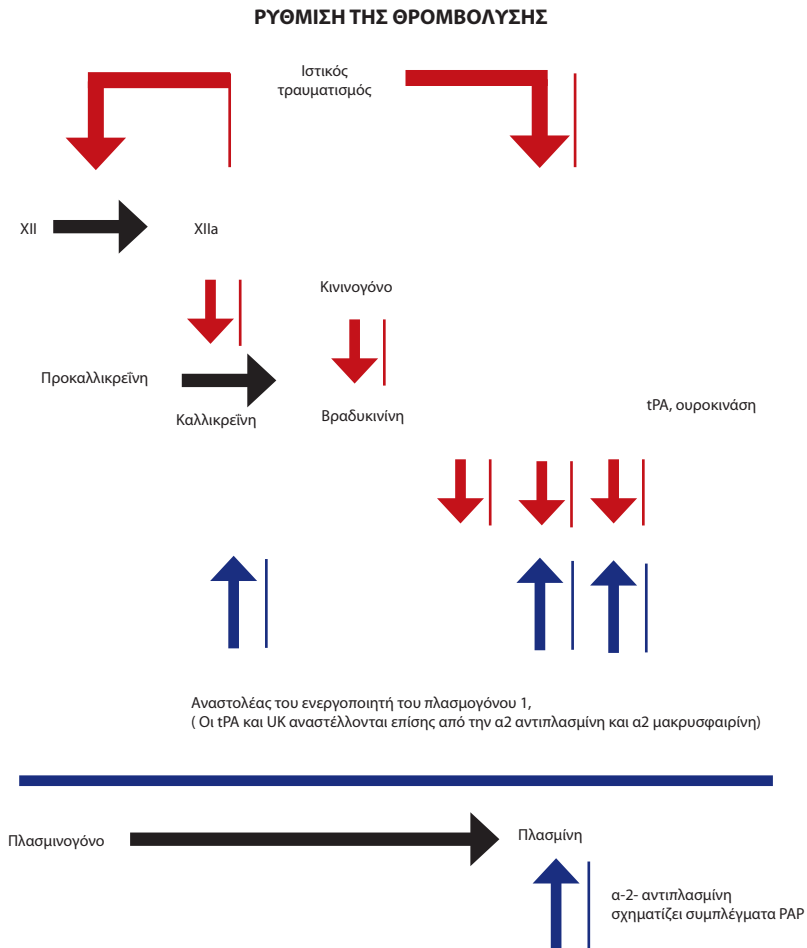 ΡΥΘΜΙΣΗ ΤΗΣ ΘΡΟΜΒΟΛΥΣΗΣ
Ιστικός
τραυματισμός
XII
XIIa
Κινινογόνο
Προκαλλικρεΐνη
Καλλικρεΐνη
Βραδυκινίνη
tPA, ουροκινάση
Αναστολέας του ενεργοποιητή του πλασμογόνου 1,
( Οι tPA και UK αναστέλλονται επίσης από την α2 αντιπλασμίνη και α2 μακρυσφαιρίνη)
Πλασμινογόνο
Πλασμίνη
α-2- αντιπλασμίνη
σχηματίζει συμπλέγματα PAP